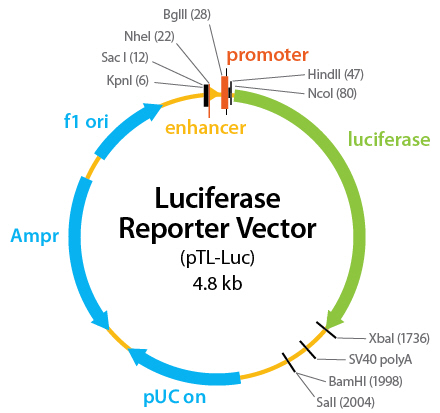 BglII (28)
NheI (22)
promoter
Sac I (12)
HindII (47)
KpnI (6)
NcoI (80)
f1 ori
enhancer
luciferase
Luciferase
Reporter Vector
(pTL-Luc)
4.8 kb
Ampr
XbaI (1736)
SV40 polyA
BamHI (1998)
pUC on
SalI (2004)